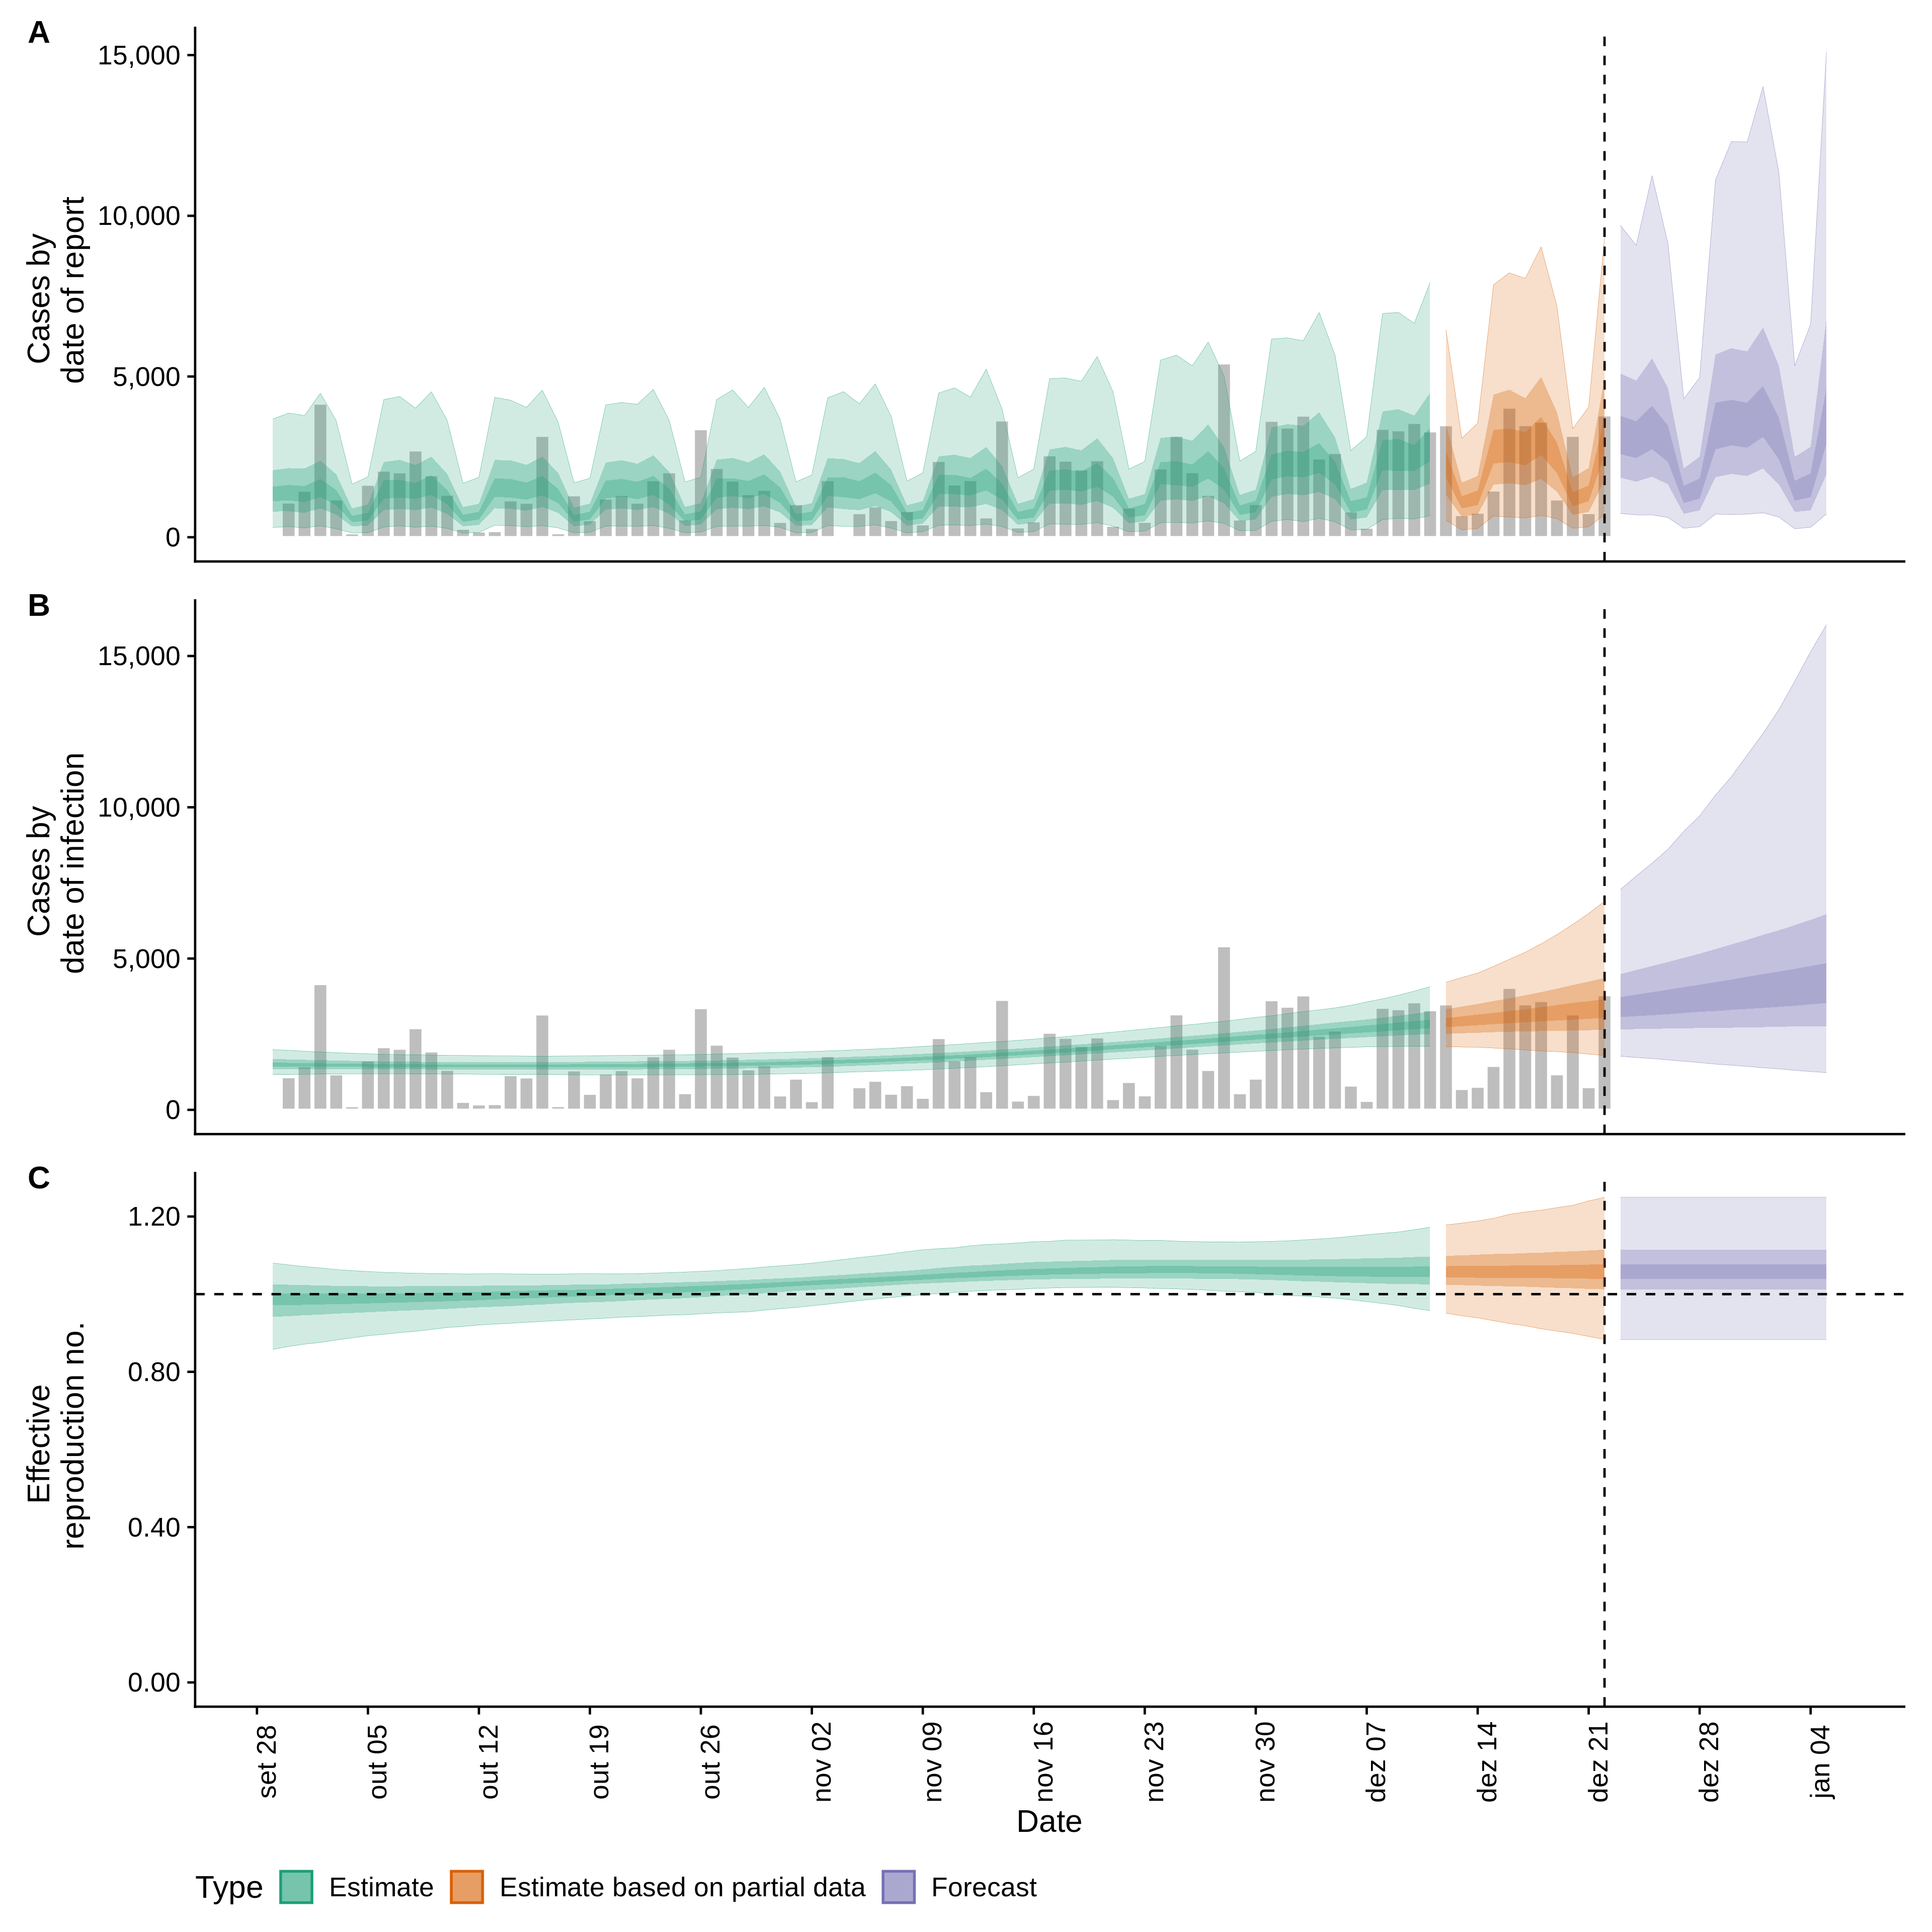 A
Cases by
date of report
15,000
10,000
5,000
0
B
Cases by
date of infection
15,000
10,000
5,000
0
C
Effective
reproduction no.
1.20
0.80
0.40
0.00
set 28
out 05
out 12
out 19
out 26
nov 02
nov 09
nov 16
nov 23
nov 30
dez 07
dez 14
dez 21
dez 28
jan 04
Date
Type Estimate Estimate based on partial data Forecast